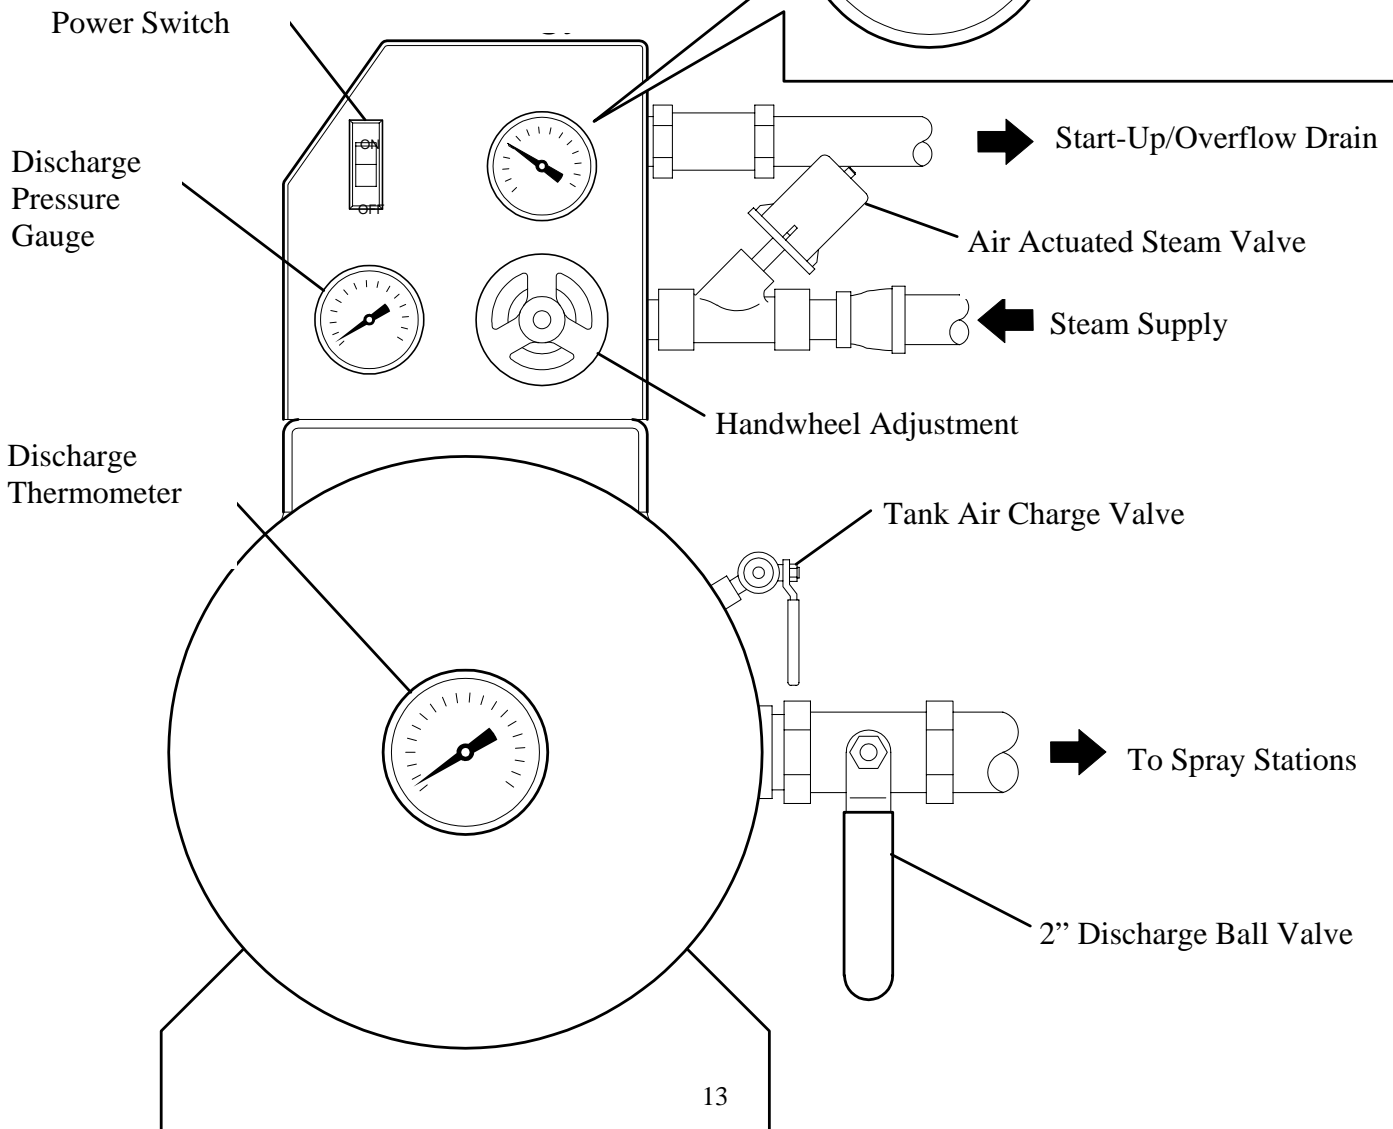 Power Switch
ON
OFF
Start-Up/Overflow Drain
Discharge
Pressure
Gauge
Air Actuated Steam Valve
Steam Supply
Handwheel Adjustment
Discharge
Thermometer
Tank Air Charge Valve
To Spray Stations
2” Discharge Ball Valve
13